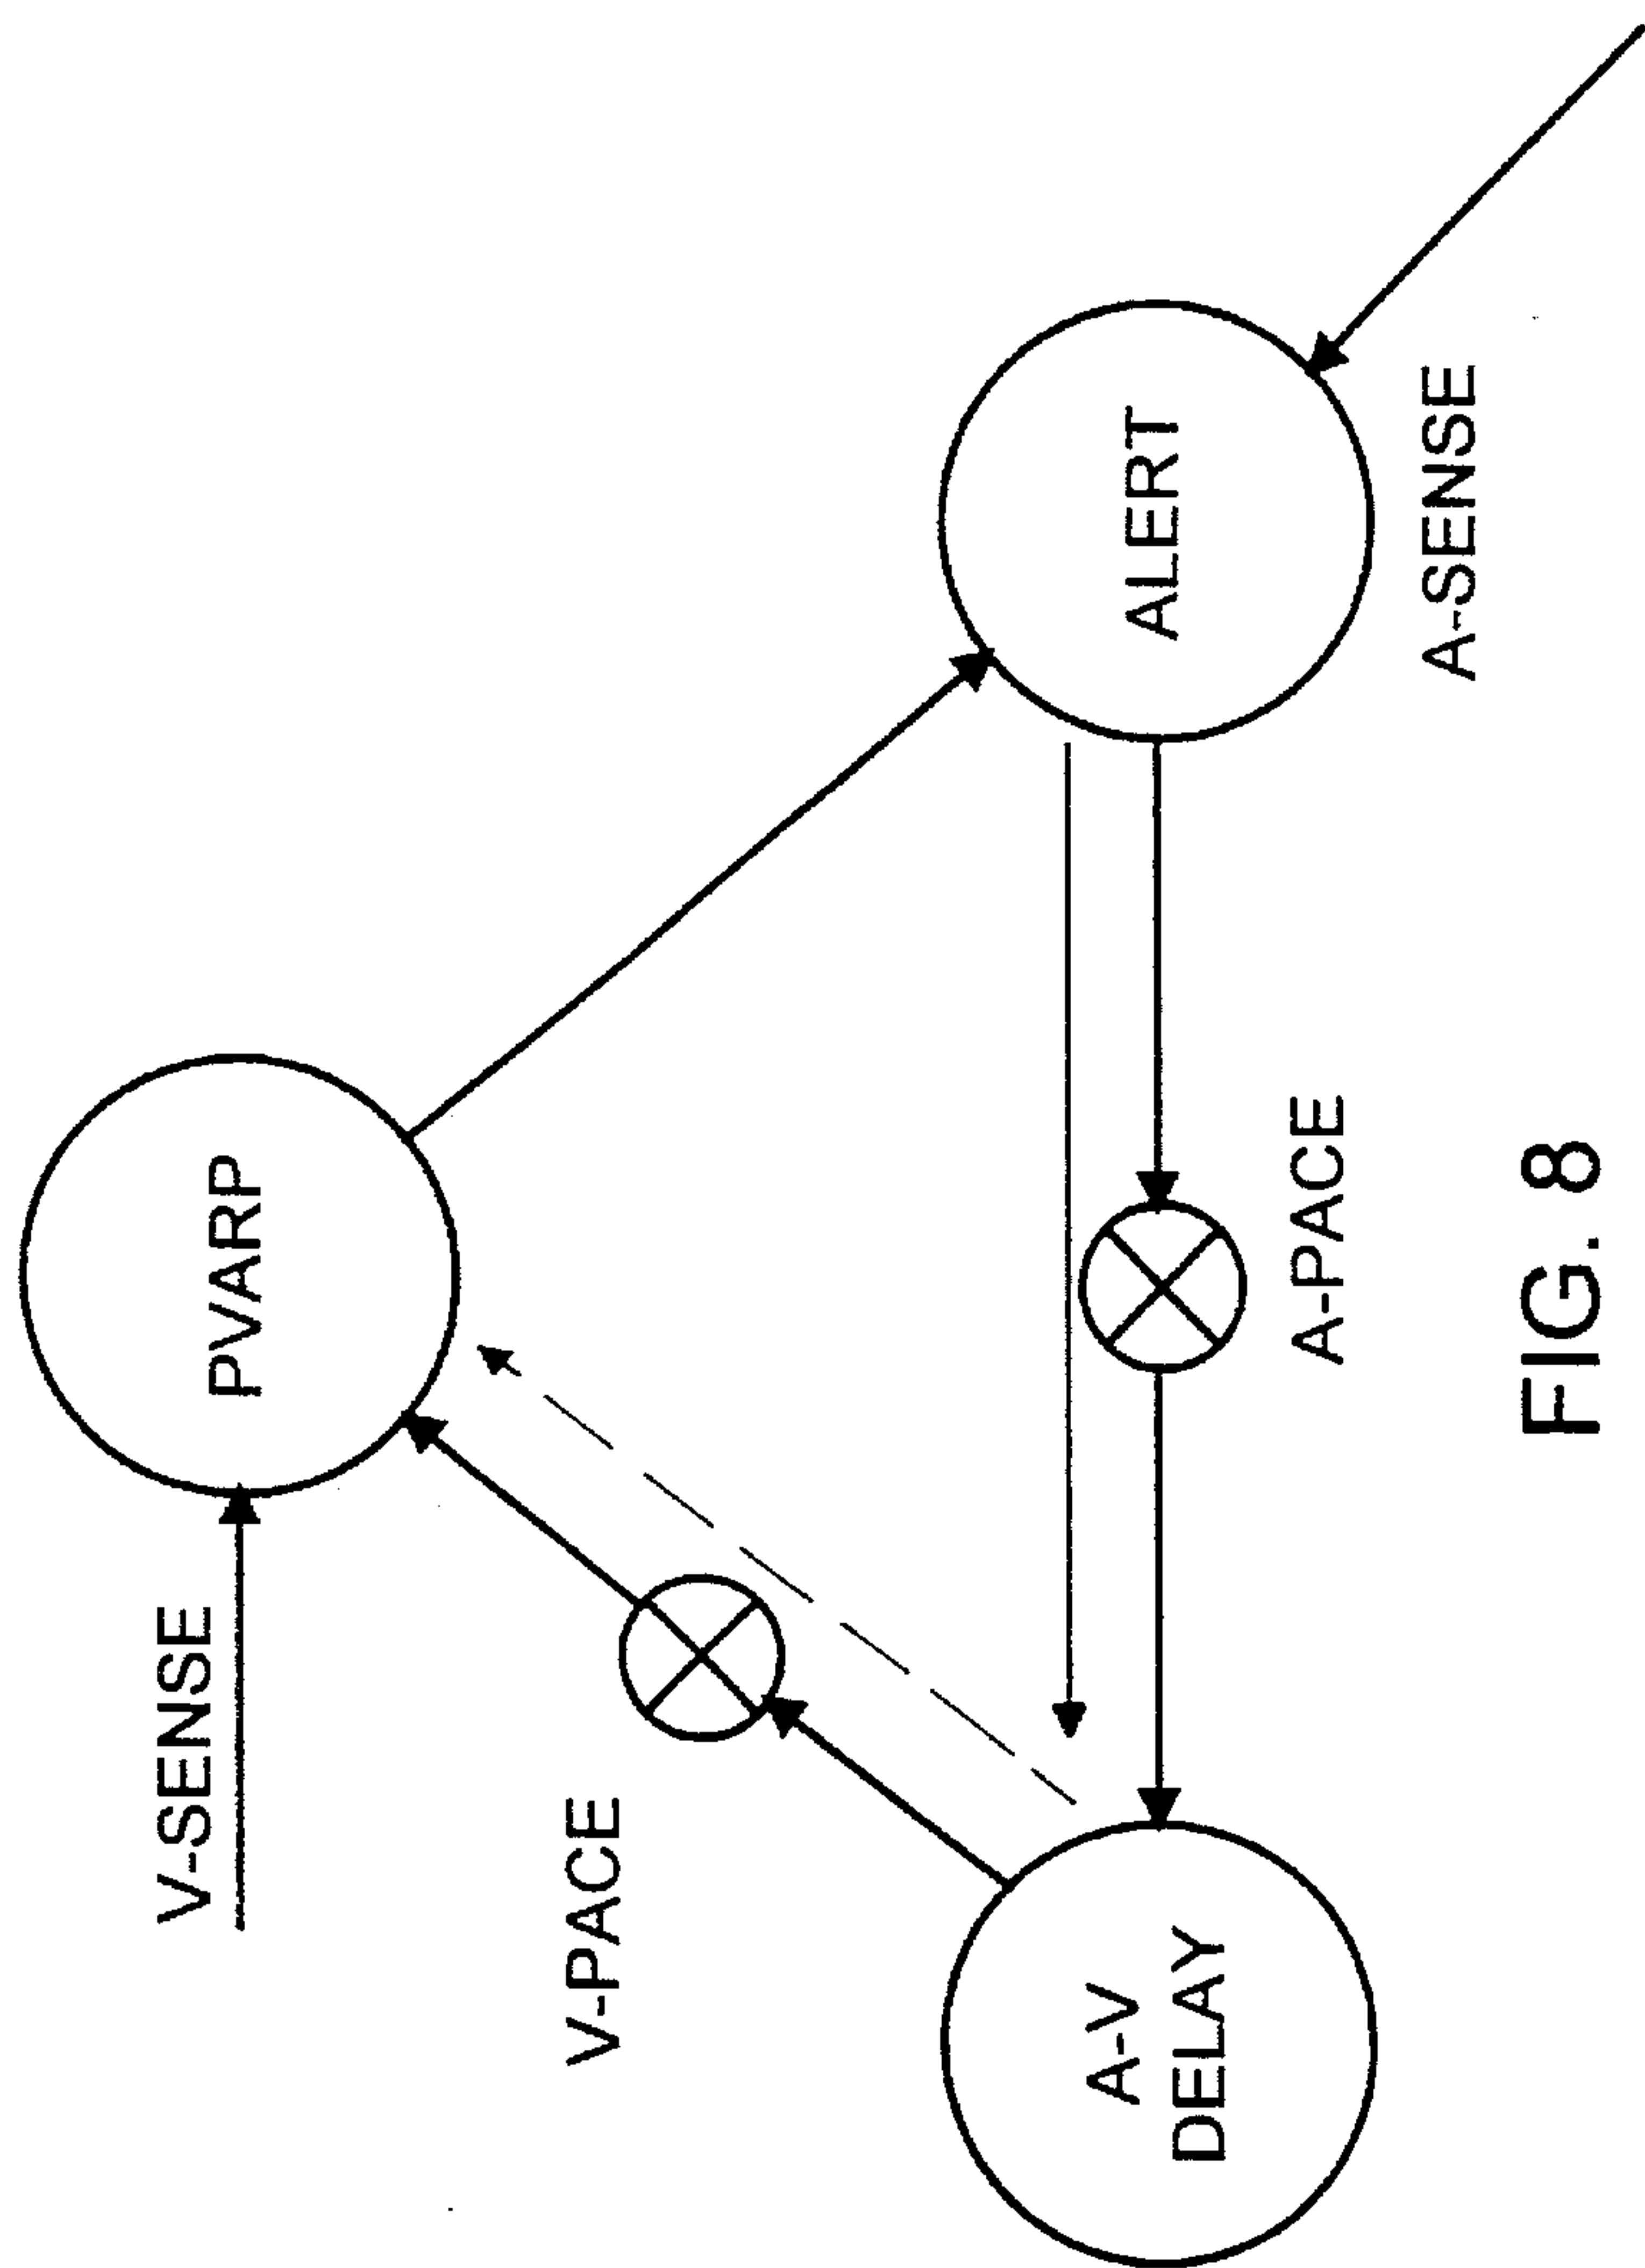 V-SENSE
PVARP
V-PACE
A-V
DELAY
ALERT
A-PACE
A-SENSE
FIG. 8